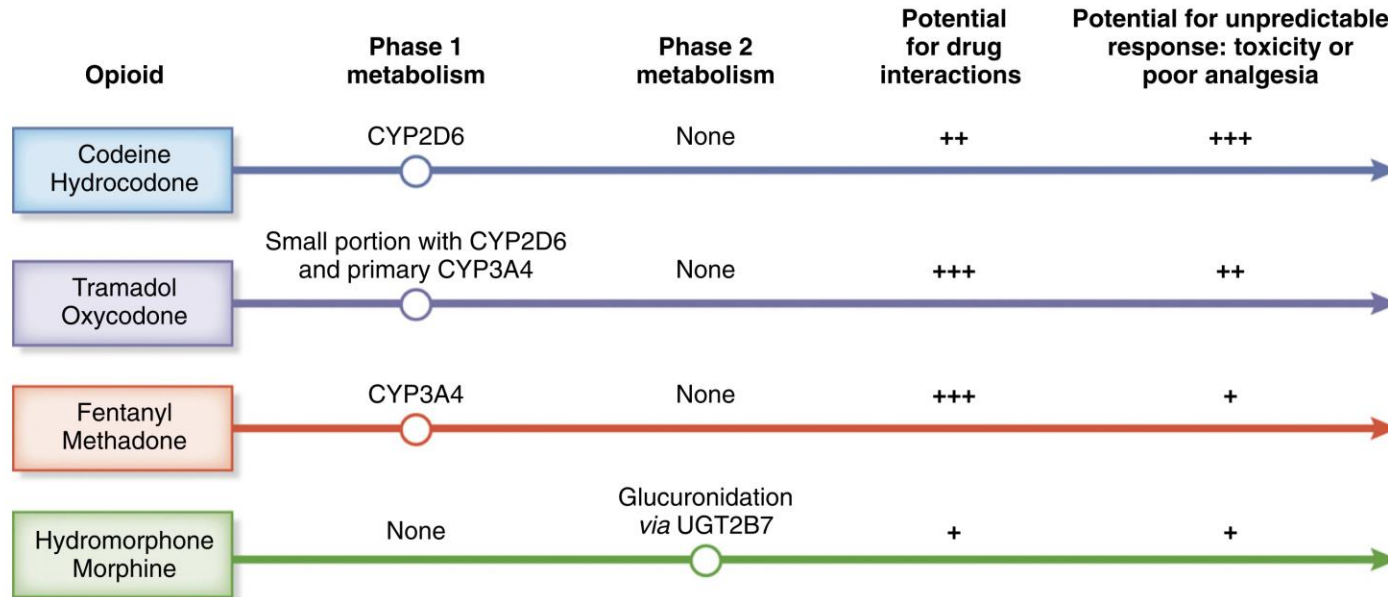 Opioid
Phase 1
metabolism
Phase 2
metabolism
Potential
for drug
interactions
Potential for unpredictable
response: toxicity or
poor analgesia
Codeine
Hydrocodone
CYP2D6
None
++
+++
Tramadol
Oxycodone
Small portion with CYP2D6
and primary CYP3A4
None
+++
++
Fentanyl
Methadone
CYP3A4
None
+++
+
Hydromorphone
Morphine
None
Glucuronidation
via UGT2B7
+
+